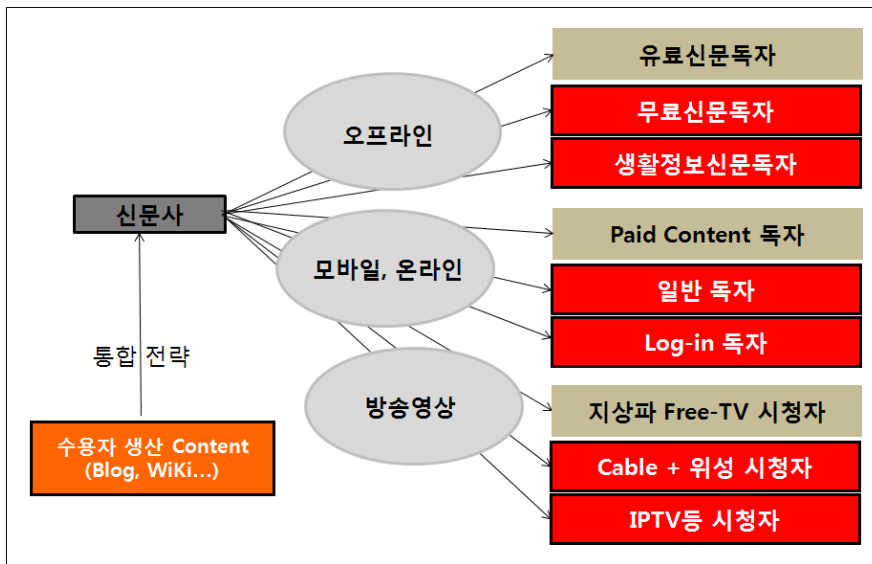 유료신문독자
무료신문독자
생활정보신문독자
오프라인
신문사
Paid Content 독자
일반 독자
Log-in 독자
모바일, 온라인
통합 전략
방송영상
지상파 Free-TV 시청자
Cable + 위성 시청자
IPTV등 시청자
수용자 생산 Content
(Blog, WiKi...)